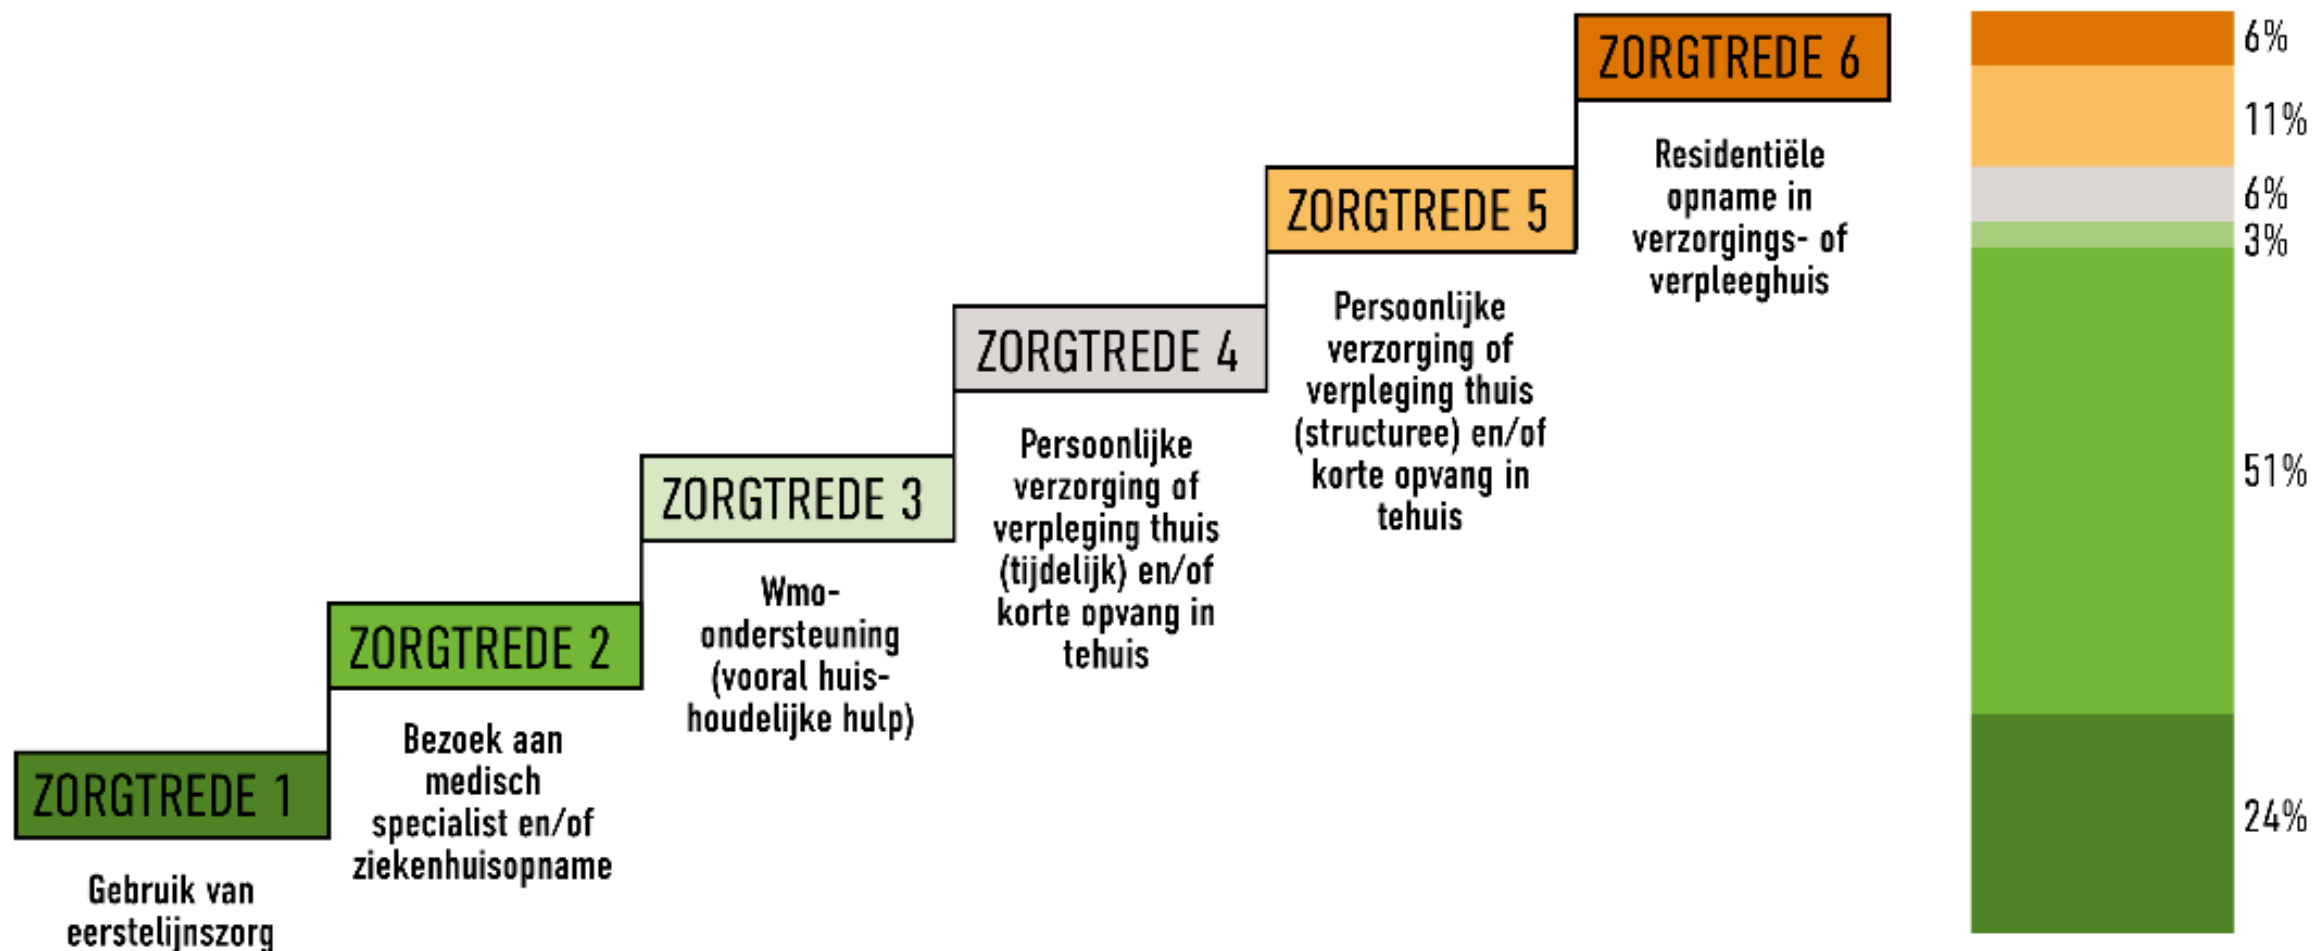 ZORGTREDE 1
Gebruik van
eerstelijnszorg
ZORGTREDE 2
Bezoek aan
medisch
specialist en/of
ziekenhuisopname
ZORGTREDE 3
Wmo-
ondersteuning
(vooral huis-
houdelijke hulp)
ZORGTREDE 4
Persoonlijke
verzorging of
verpleging thuis
(tijdelijk) en/of
korte opvang in
tehuis
ZORGTREDE 5
Persoonlijke
verzorging of
verpleging thuis
(structuree) en/of
korte opvang in
tehuis
ZORGTREDE 6
Residentiële
opname in
verzorgings- of
verpleeghuis
6%
11%
6%
3%
51%
24%